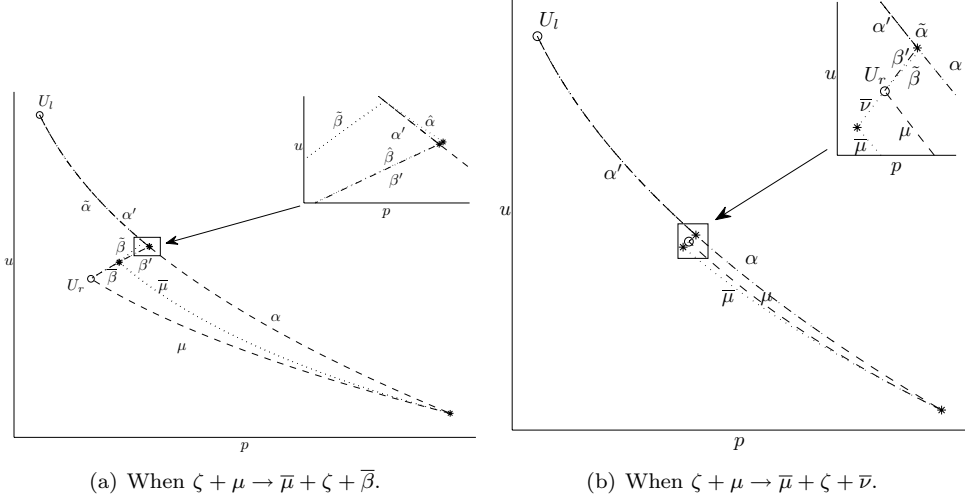 U_l
β̃
α̂
α′
u
β̂
β′
p
α̃
α′
β̃
β′
u
U_r
β̅
μ̅
α
μ
p
(a) When ζ + μ → μ̅ + ζ + β̅.
U_l
α′
α̃
β′
α
u
U_r
β̃
ν̅
μ
μ̅
p
α′
u
α
μ
μ̅
p
(b) When ζ + μ → μ̅ + ζ + ν̅.